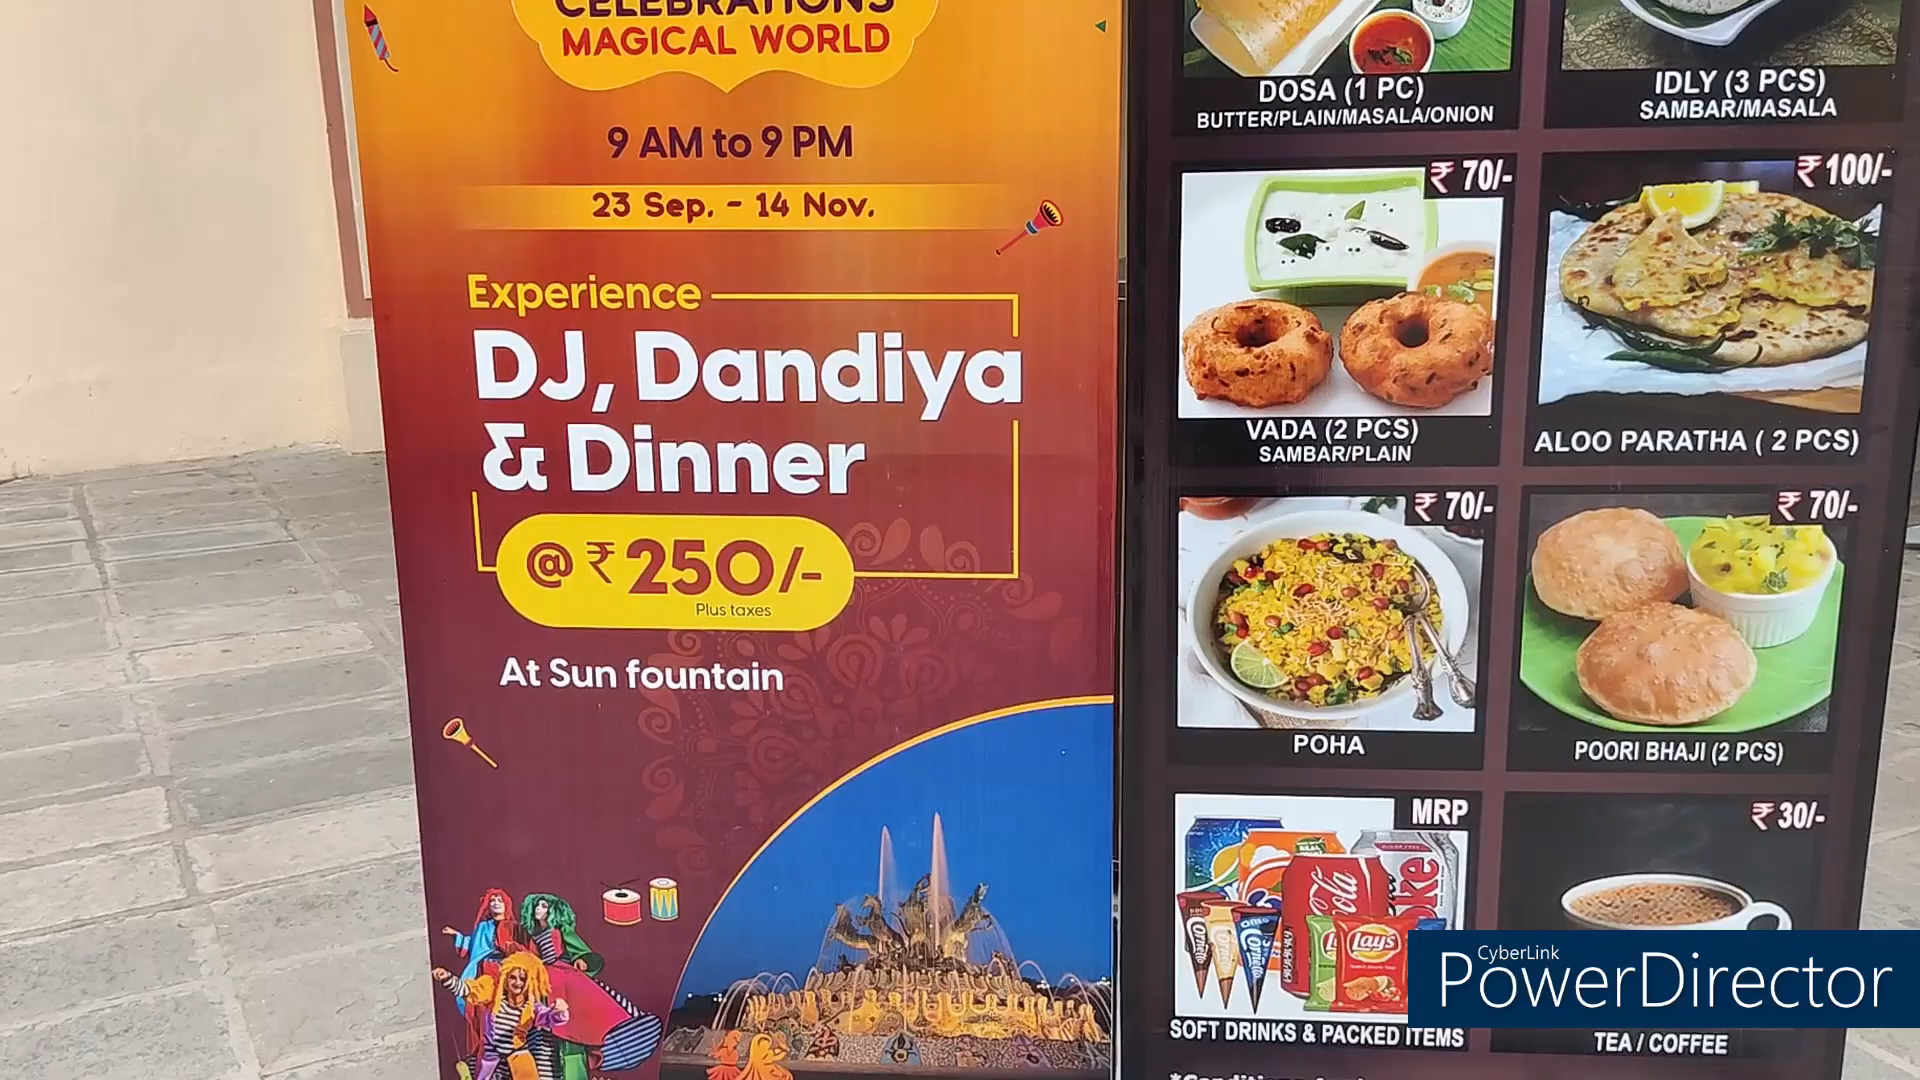 CELEBRATIONS
MAGICAL WORLD
9 AM to 9 PM
23 Sep. - 14 Nov.
Experience
DJ, Dandiya
& Dinner
@ ₹ 250/-
Plus taxes
At Sun fountain
DOSA (1 PC)
BUTTER/PLAIN/MASALA/ONION
IDLY (3 PCS)
SAMBAR/MASALA
₹ 70/-
VADA (2 PCS)
SAMBAR/PLAIN
₹ 100/-
ALOO PARATHA ( 2 PCS)
₹ 70/-
POHA
₹ 70/-
POORI BHAJI (2 PCS)
MRP
Lays
SOFT DRINKS & PACKED ITEMS
₹ 30/-
TEA / COFFEE
CyberLink
PowerDirector